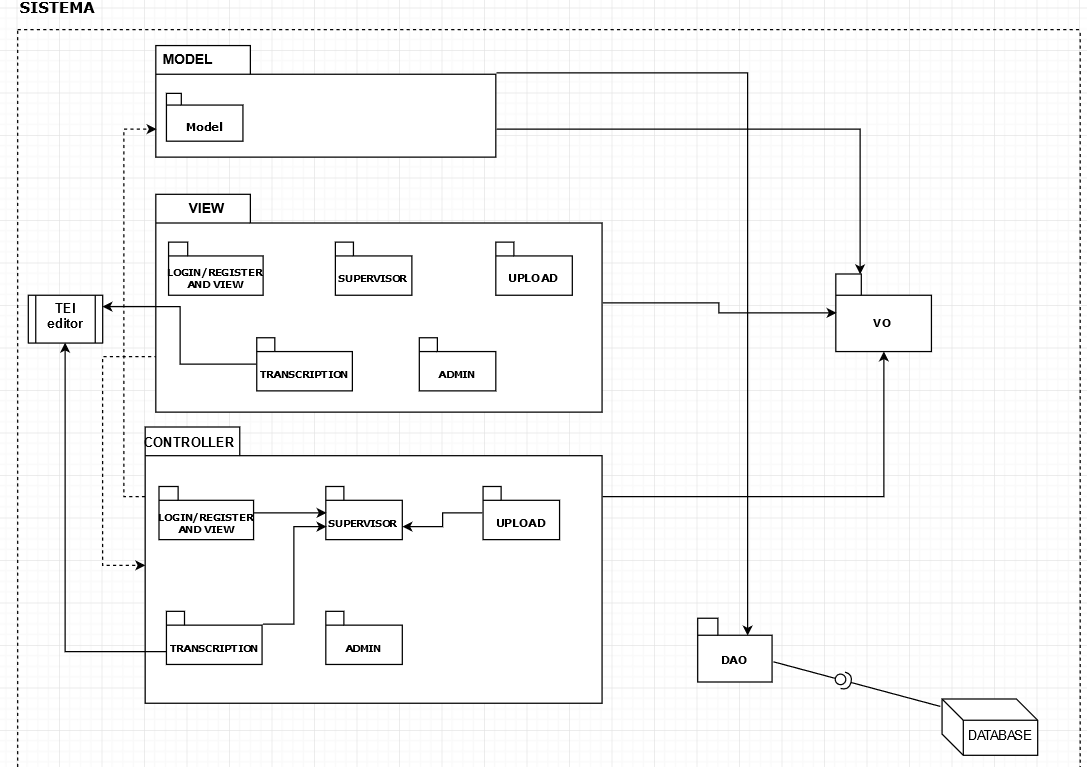 SISTEMA
MODEL
Model
VIEW
LOGIN/REGISTER
AND VIEW
SUPERVISOR
UPLOAD
TEI
editor
TRANSCRIPTION
ADMIN
VO
CONTROLLER
LOGIN/REGISTER
AND VIEW
SUPERVISOR
UPLOAD
TRANSCRIPTION
ADMIN
DAO
DATABASE